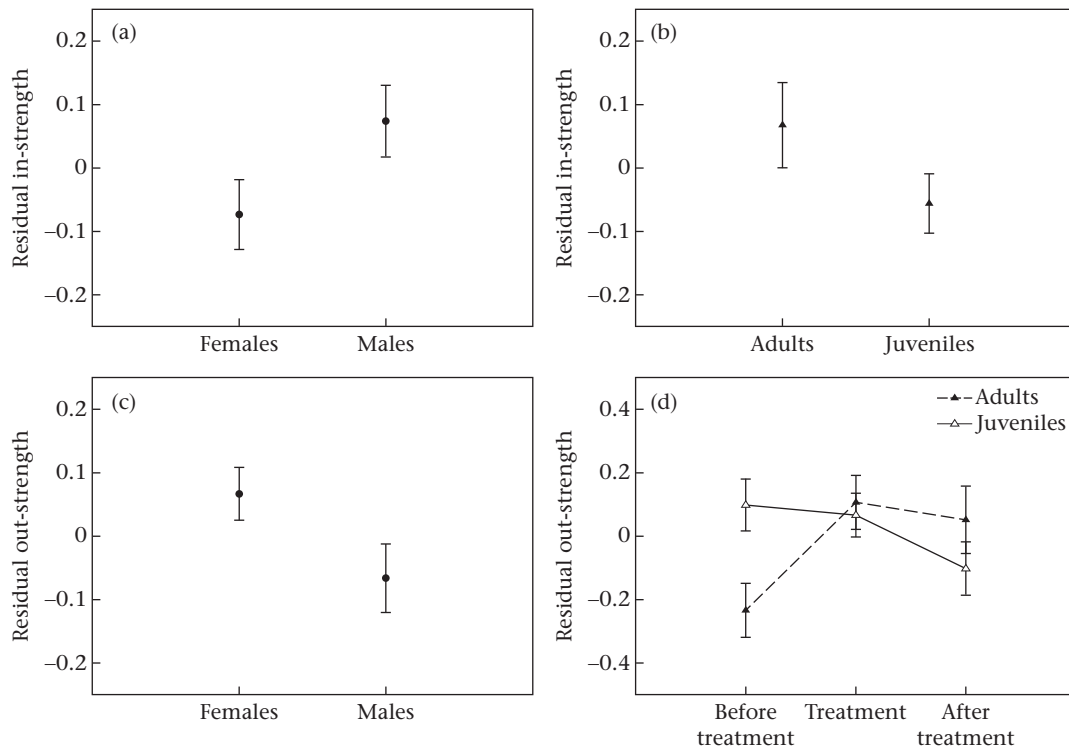 (a)
Residual in-strength
0.2
0.1
0
–0.1
–0.2
Females Males
(b)
Residual in-strength
0.2
0.1
0
–0.1
–0.2
Adults Juveniles
(c)
Residual out-strength
0.2
0.1
0
–0.1
–0.2
Females Males
(d)
Adults
Juveniles
Residual out-strength
0.4
0.2
0
–0.2
–0.4
Before Treatment After
treatment treatment